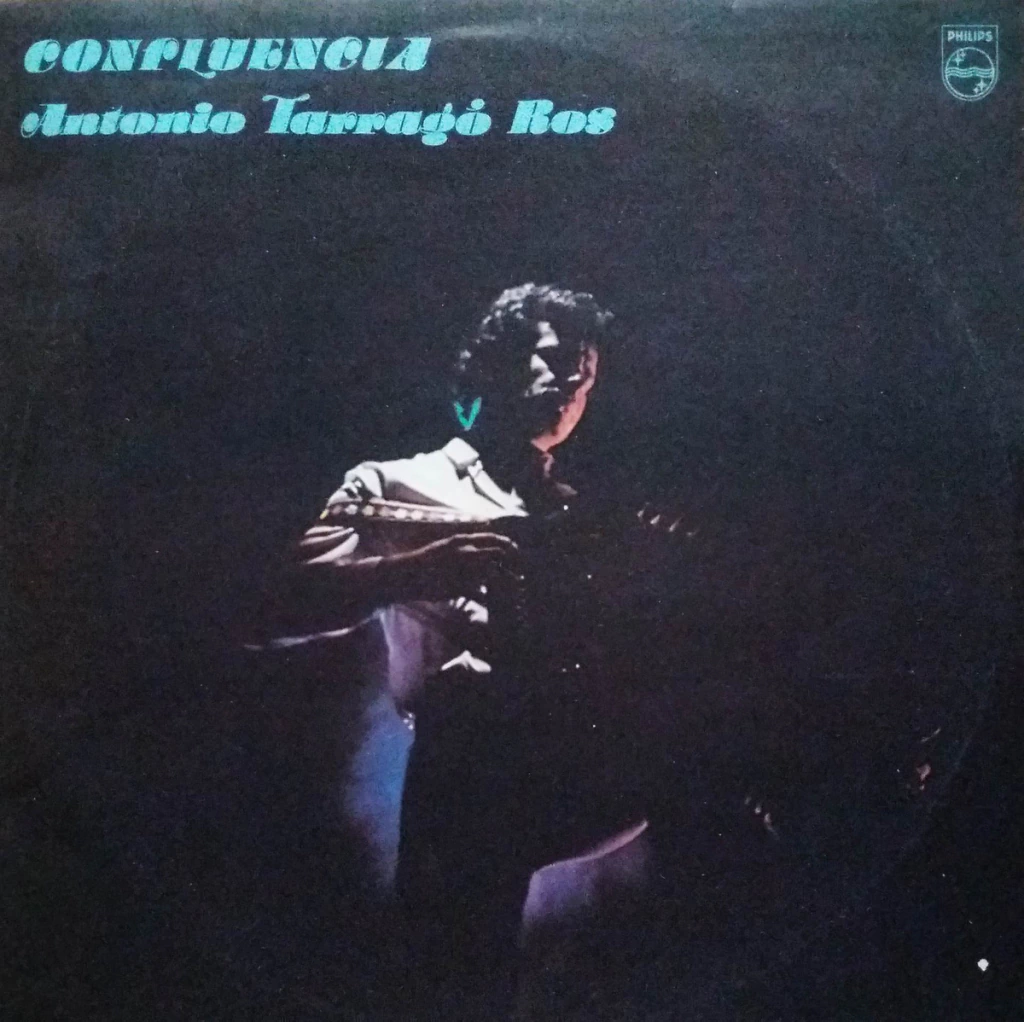 CONFLUENCIA
Antonio Tarragó Ros
PHILIPS
V